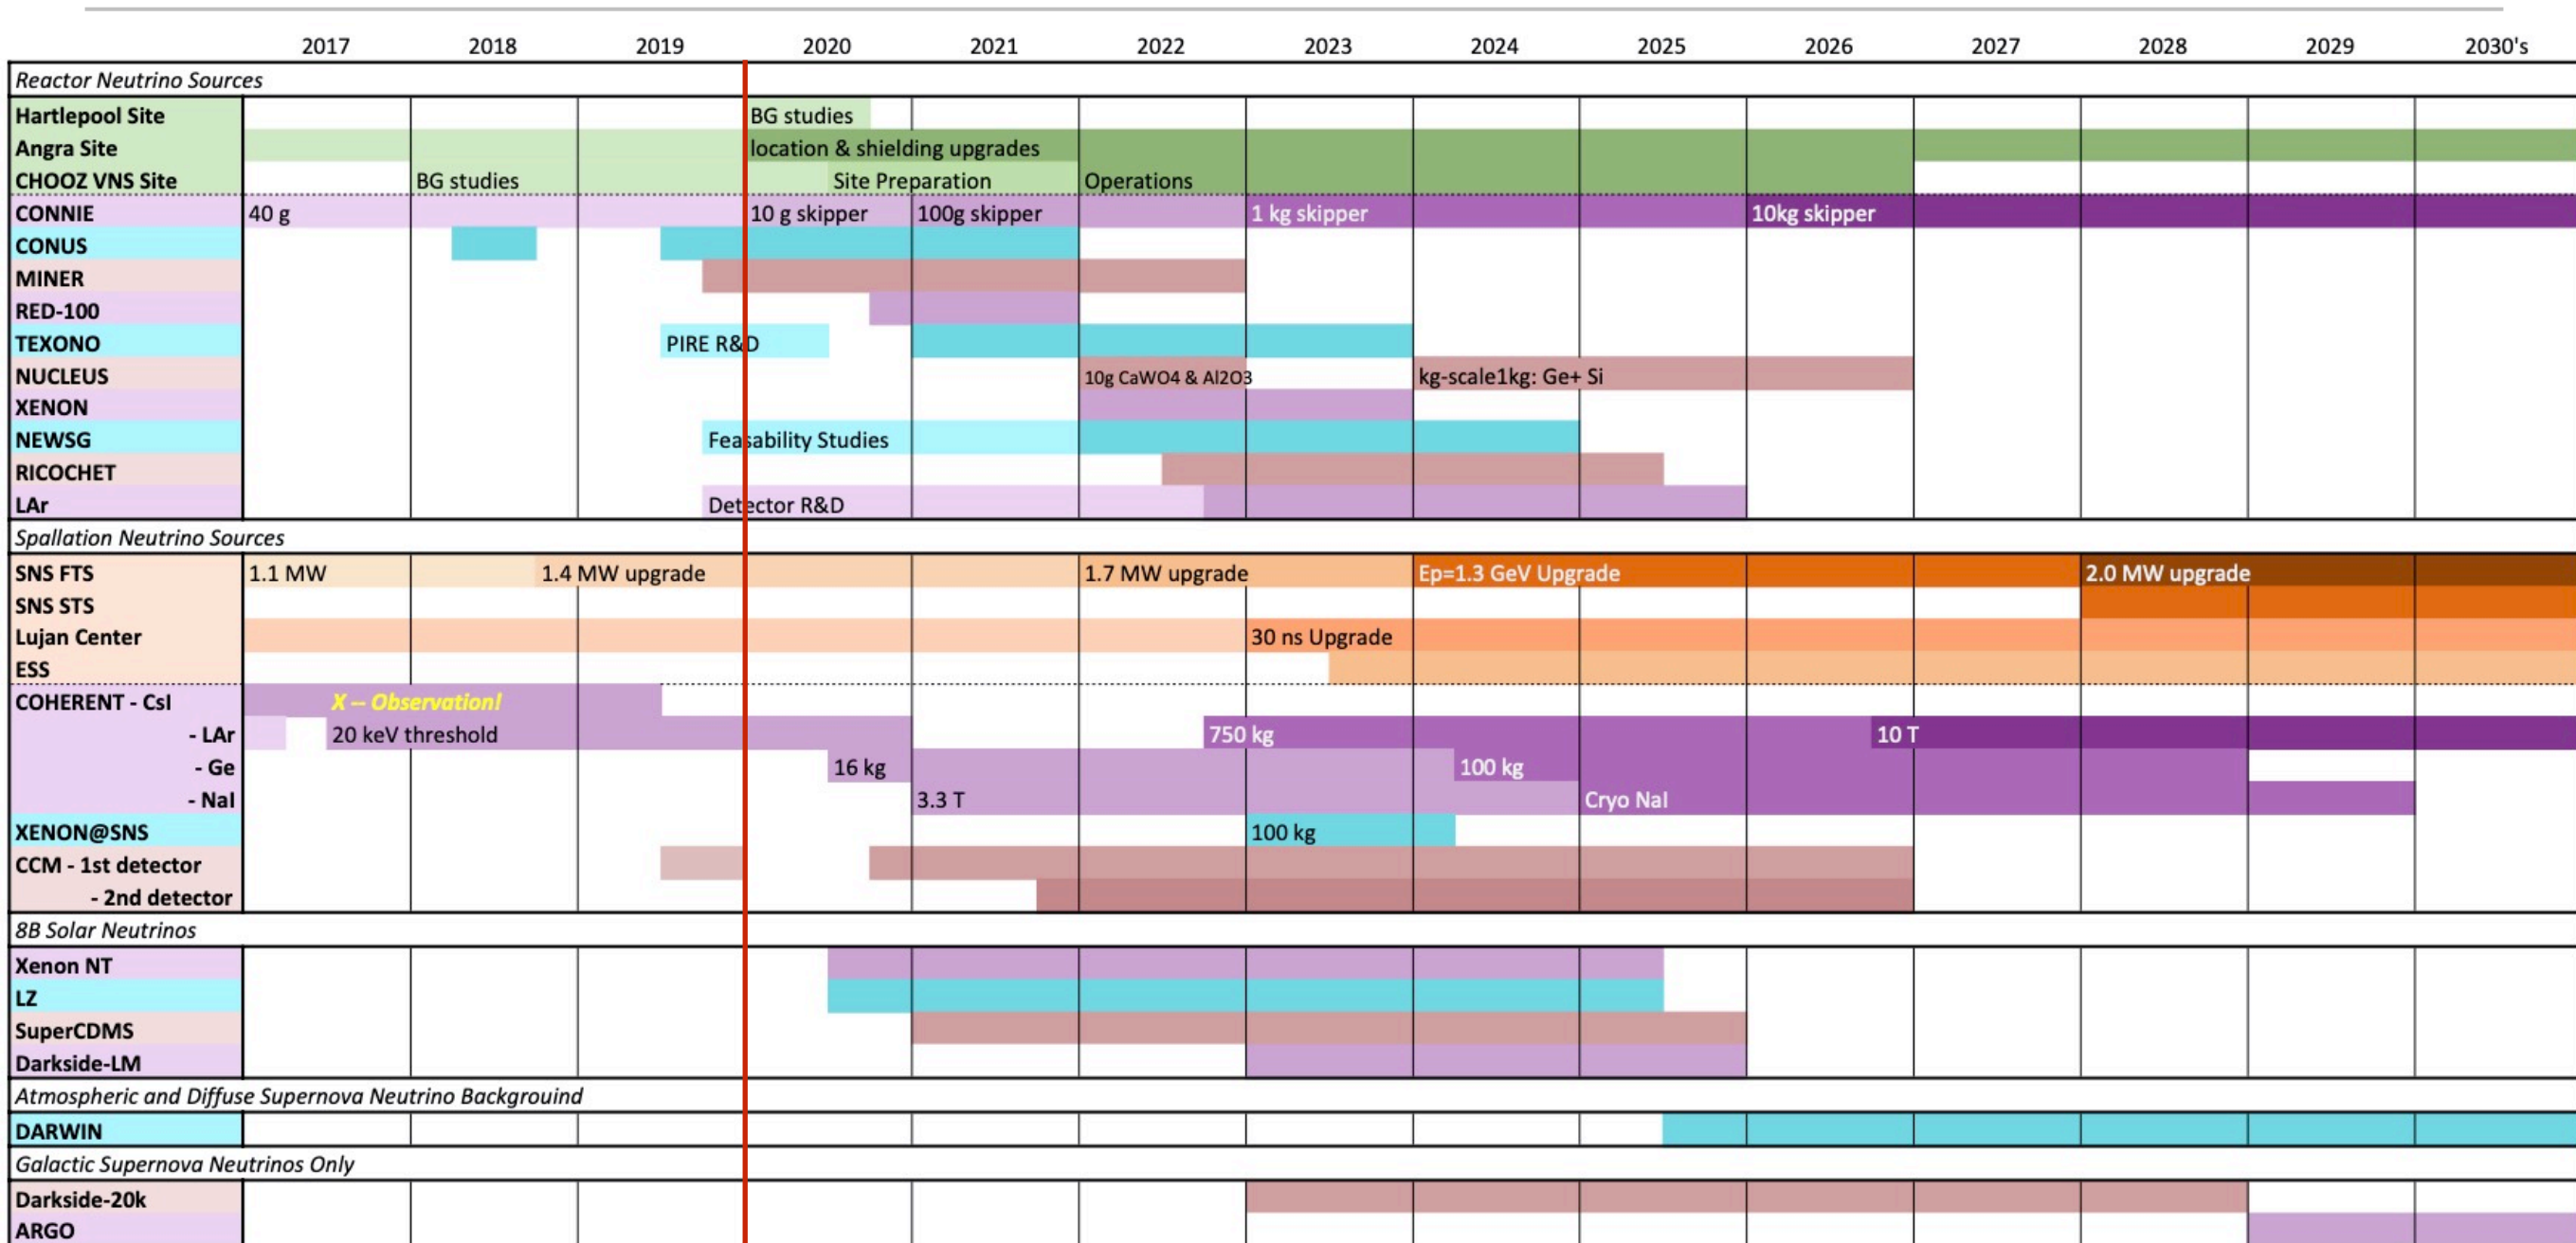 2017 2018 2019 2020 2021 2022 2023 2024 2025 2026 2027 2028 2029 2030's
Reactor Neutrino Sources
Hartlepool Site BG studies
Angra Site location & shielding upgrades
CHOOZ VNS Site BG studies Site Preparation Operations
CONNIE 40 g 10 g skipper 100g skipper 1 kg skipper 10kg skipper
CONUS
MINER
RED-100
TEXONO PIRE R&D
NUCLEUS 10g CaWO4 & Al2O3 kg-scale1kg: Ge+ Si
XENON
NEWSG Feasability Studies
RICOCHET
LAr Detector R&D
Spallation Neutrino Sources
SNS FTS 1.1 MW 1.4 MW upgrade 1.7 MW upgrade Ep=1.3 GeV Upgrade 2.0 MW upgrade
SNS STS
Lujan Center 30 ns Upgrade
ESS
COHERENT - CsI X -- Observation!
- LAr 20 keV threshold 750 kg 10 T
- Ge 16 kg 100 kg
- NaI 3.3 T Cryo NaI
XENON@SNS 100 kg
CCM - 1st detector
- 2nd detector
8B Solar Neutrinos
Xenon NT
LZ
SuperCDMS
Darkside-LM
Atmospheric and Diffuse Supernova Neutrino Backgrouind
DARWIN
Galactic Supernova Neutrinos Only
Darkside-20k
ARGO